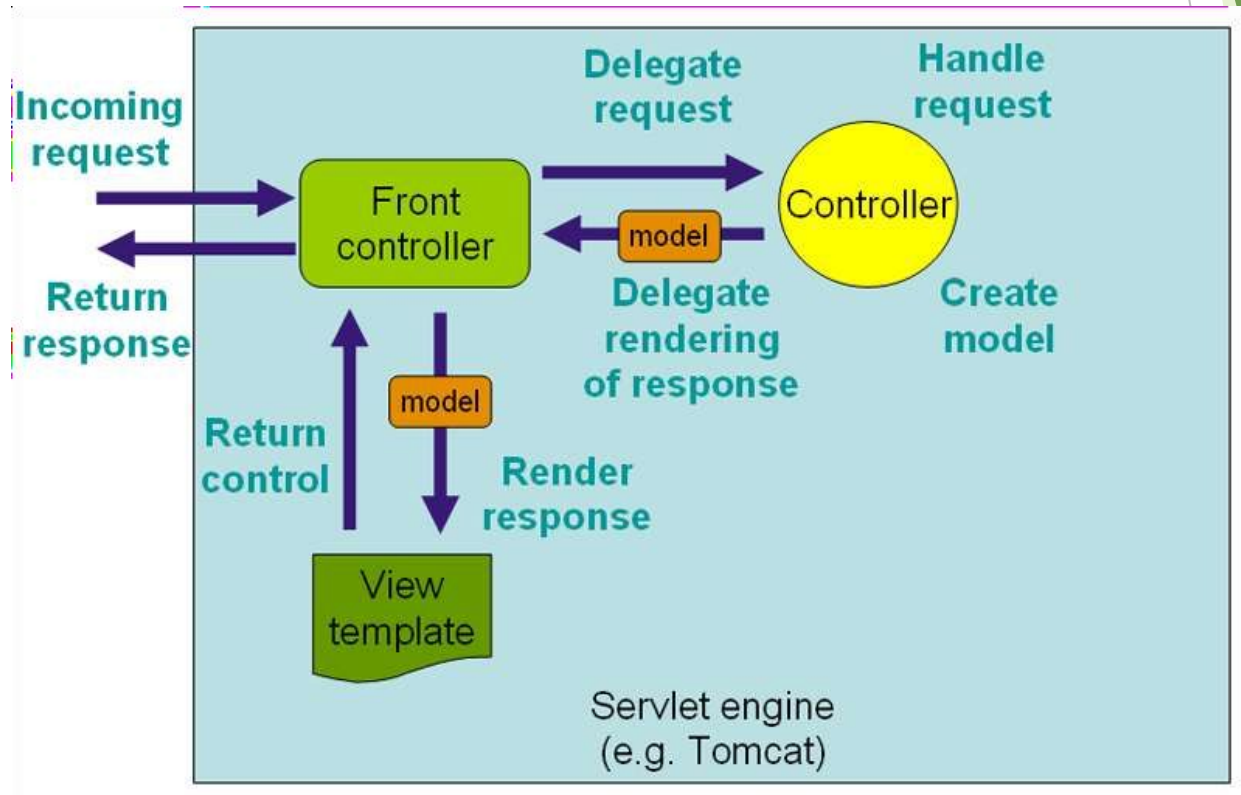 Incoming
request
Return
response
Front
controller
Delegate
request
Handle
request
Controller
model
Delegate
rendering
of response
Create
model
model
Return
control
Render
response
View
template
Servlet engine
(e.g. Tomcat)